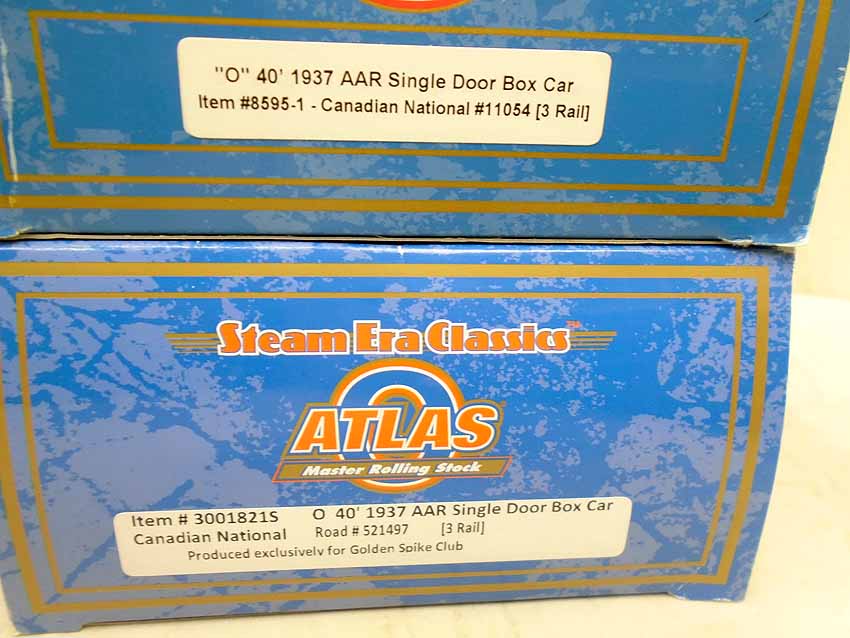 "O" 40' 1937 AAR Single Door Box Car
Item #8595-1 - Canadian National #11054 [3 Rail]
Steam Era Classics™
ATLAS
Master Rolling Stock
Item # 3001821S O 40' 1937 AAR Single Door Box Car
Canadian National Road # 521497 [3 Rail]
Produced exclusively for Golden Spike Club